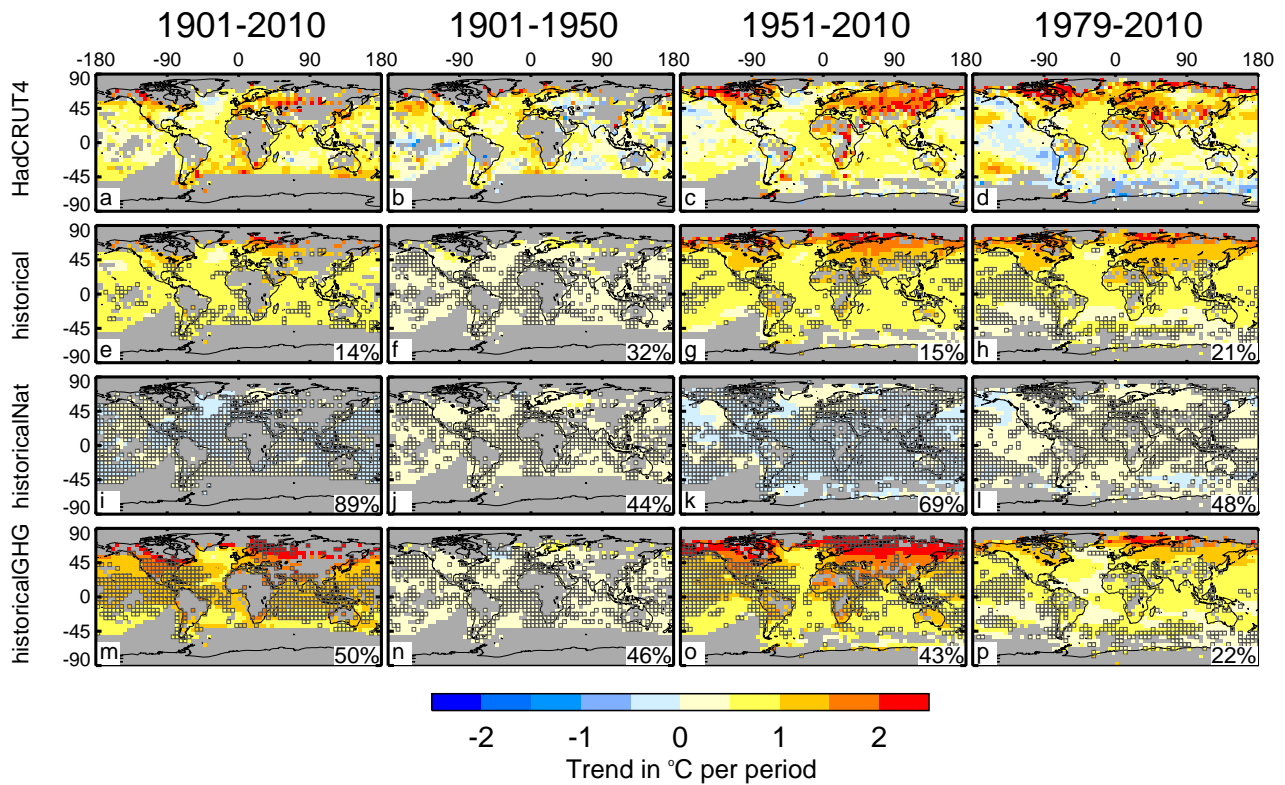 1901-2010 1901-1950 1951-2010 1979-2010
-180 -90 0 90 180 -90 0 90 180 -90 0 90 180 -90 0 90 180
HadCRUT4
90
45
0
-45
-90
a b c d
historical
90
45
0
-45
-90
e 14% f 32% g 15% h 21%
historicalNat
90
45
0
-45
-90
i 89% j 44% k 69% l 48%
historicalGHG
90
45
0
-45
-90
m 50% n 46% o 43% p 22%
-2 -1 0 1 2
Trend in °C per period